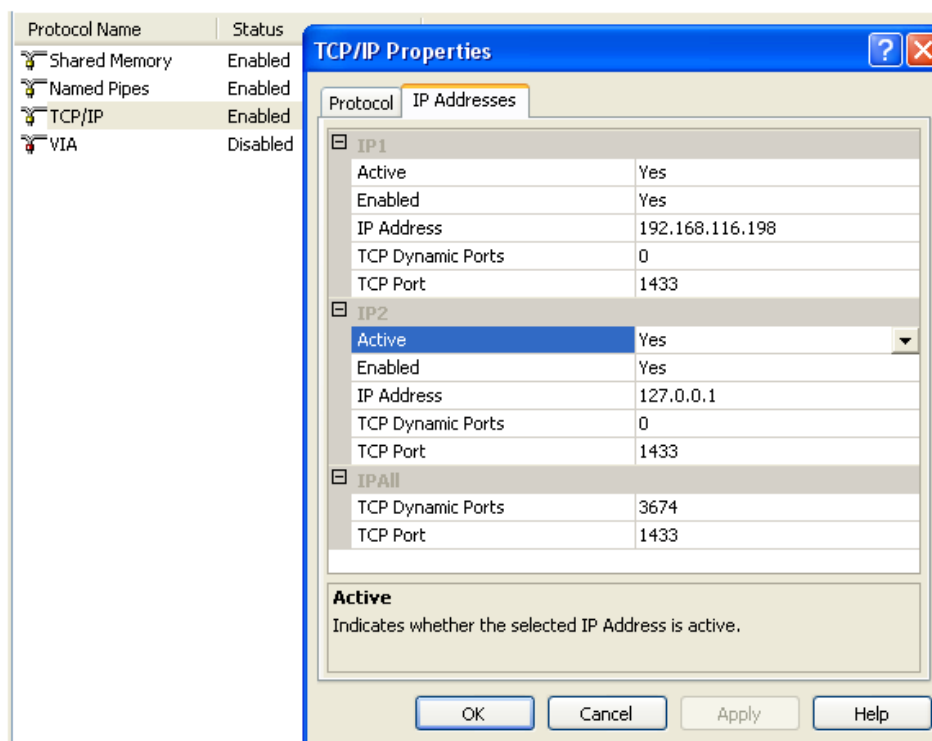 Protocol Name Status
Shared Memory Enabled
Named Pipes Enabled
TCP/IP Enabled
VIA Disabled
TCP/IP Properties
Protocol IP Addresses
IP1
Active Yes
Enabled Yes
IP Address 192.168.116.198
TCP Dynamic Ports 0
TCP Port 1433
IP2
Active Yes
Enabled Yes
IP Address 127.0.0.1
TCP Dynamic Ports 0
TCP Port 1433
IPAll
TCP Dynamic Ports 3674
TCP Port 1433
Active
Indicates whether the selected IP Address is active.
OK Cancel Apply Help